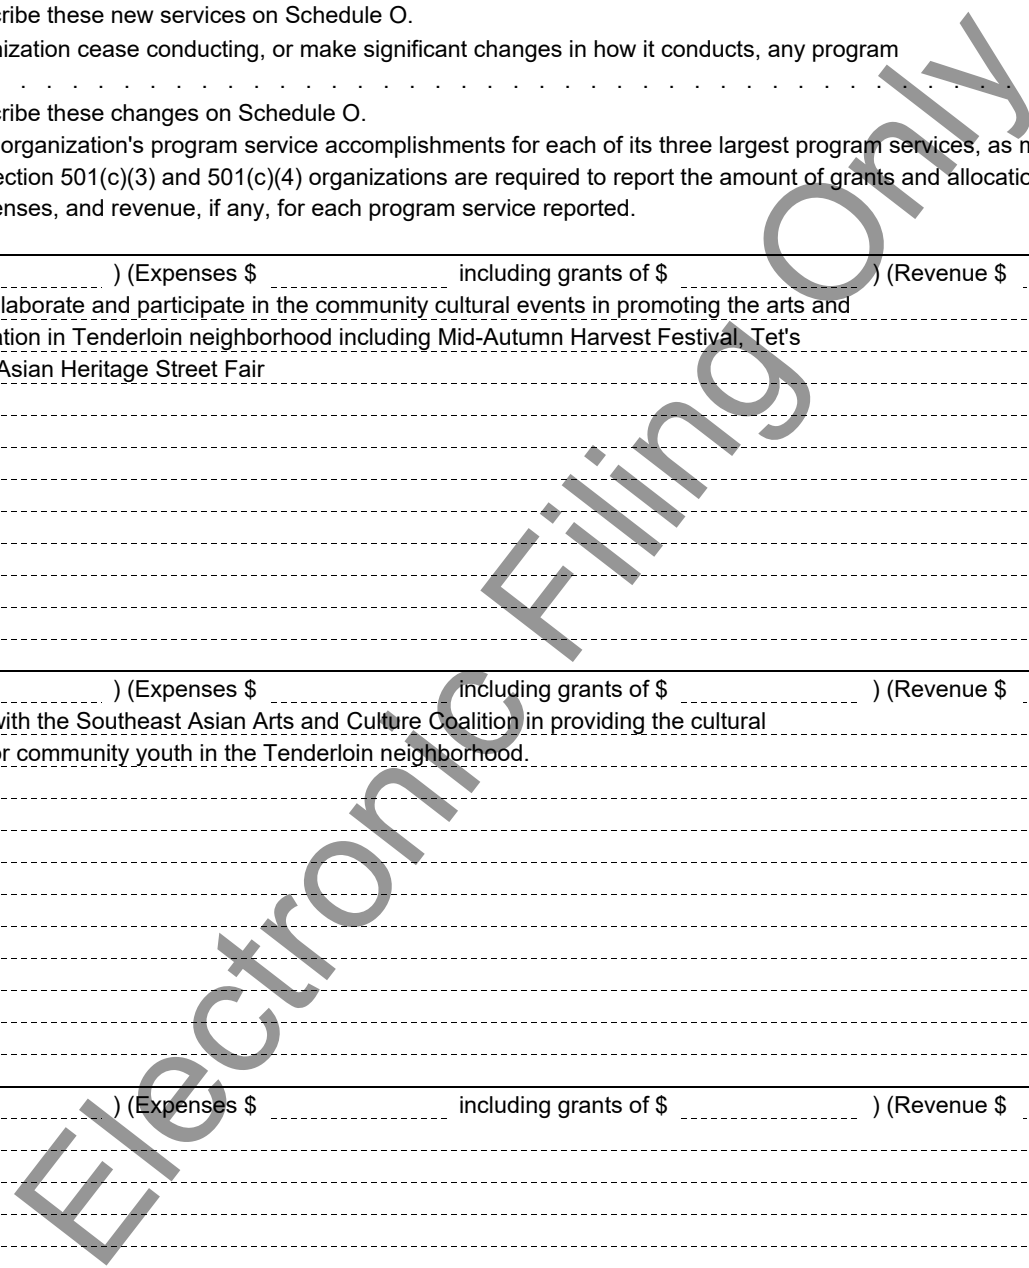 cribe these new services on Schedule O.
nization cease conducting, or make significant changes in how it conducts, any program
. . . . . . . . . . . . . . . . . . . . . . . . . . . . . . . . . . . . . . .
cribe these changes on Schedule O.
organization's program service accomplishments for each of its three largest program services, as m
ection 501(c)(3) and 501(c)(4) organizations are required to report the amount of grants and allocatio
enses, and revenue, if any, for each program service reported.
) (Expenses $ including grants of $ ) (Revenue $
laborate and participate in the community cultural events in promoting the arts and
ation in Tenderloin neighborhood including Mid-Autumn Harvest Festival, Tet's
Asian Heritage Street Fair
) (Expenses $ including grants of $ ) (Revenue $
with the Southeast Asian Arts and Culture Coalition in providing the cultural
or community youth in the Tenderloin neighborhood.
) (Expenses $ including grants of $ ) (Revenue $
Electronic Filing Only